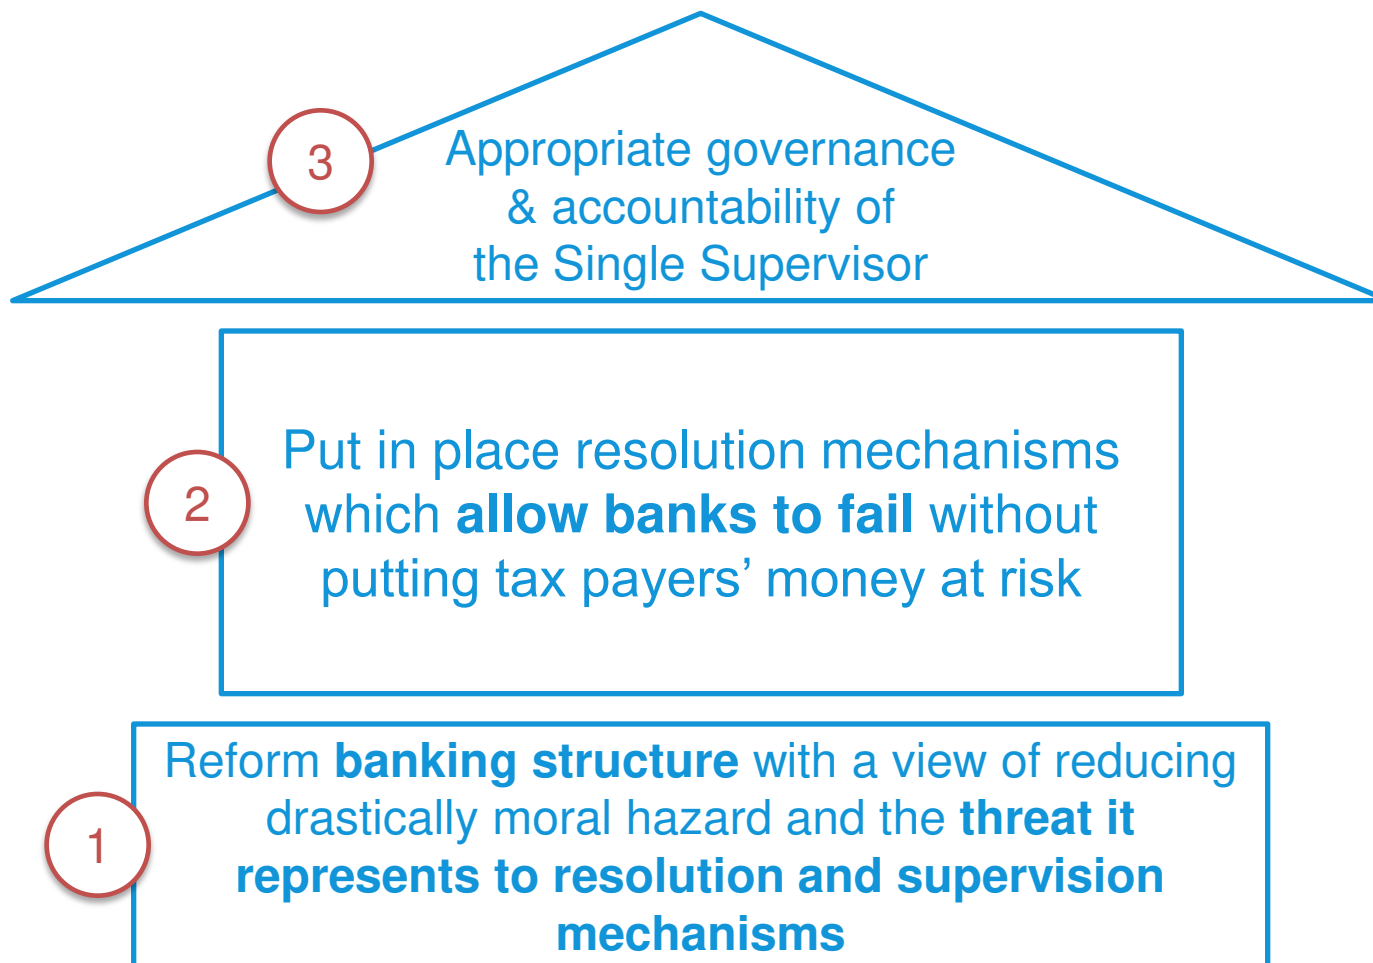 3
Appropriate governance
& accountability of
the Single Supervisor
2
Put in place resolution mechanisms
which allow banks to fail without
putting tax payers’ money at risk
1
Reform banking structure with a view of reducing
drastically moral hazard and the threat it
represents to resolution and supervision
mechanisms